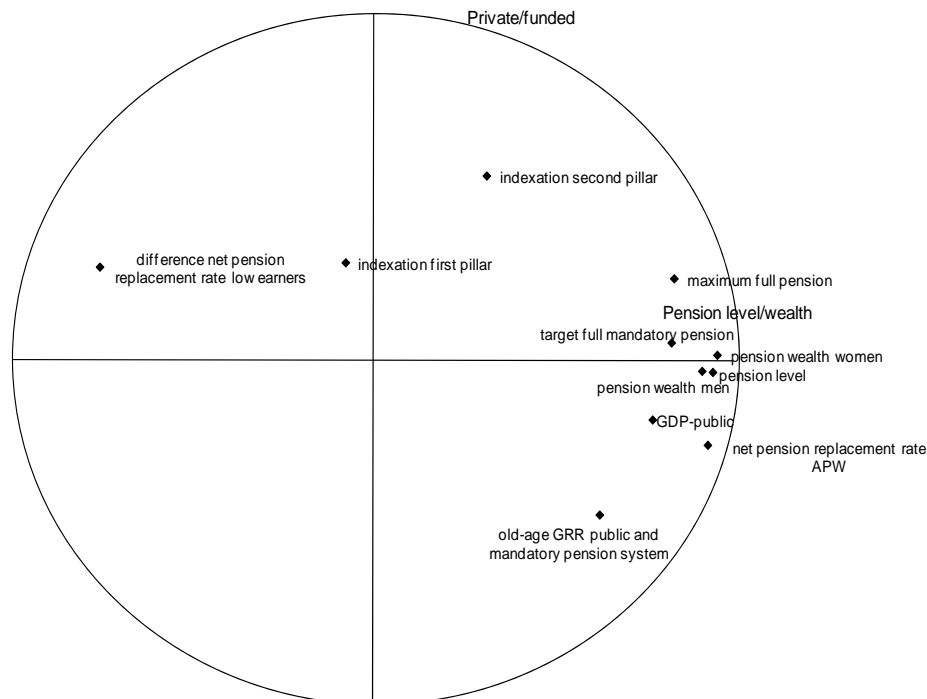 Private/funded
indexation second pillar
difference net pension
replacement rate low earners
indexation first pillar
maximum full pension
Pension level/wealth
target full mandatory pension
pension wealth women
pension level
pension wealth men
GDP-public
net pension replacement rate
APW
old-age GRR public and
mandatory pension system